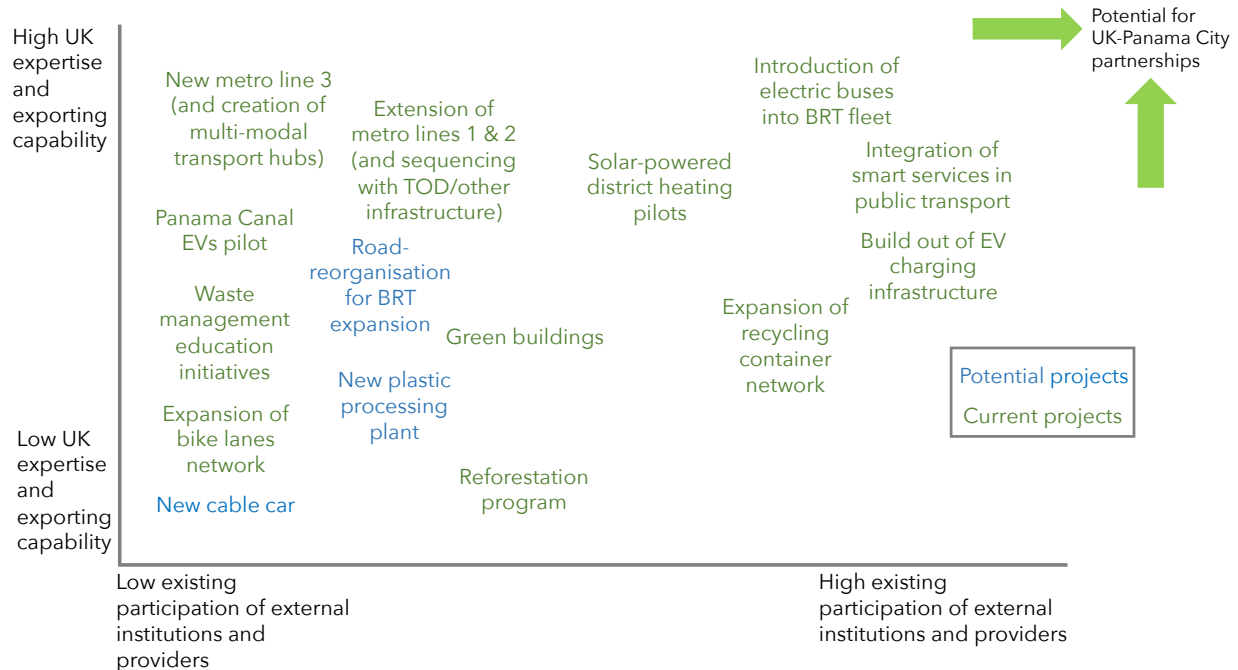 High UK
expertise
and
exporting
capability
Potential for
UK-Panama City
partnerships
New metro line 3
(and creation of
multi-modal
transport hubs)
Extension of
metro lines 1 & 2
(and sequencing
with TOD/other
infrastructure)
Introduction of
electric buses
into BRT fleet
Solar-powered
district heating
pilots
Integration of
smart services in
public transport
Panama Canal
EVs pilot
Road-
reorganisation
for BRT
expansion
Build out of EV
charging
infrastructure
Waste
management
education
initiatives
Green buildings
Expansion of
recycling
container
network
New plastic
processing
plant
Potential projects
Current projects
Expansion of
bike lanes
network
Reforestation
program
New cable car
Low UK
expertise
and
exporting
capability
Low existing
participation of external
institutions and
providers
High existing
participation of external
institutions and providers